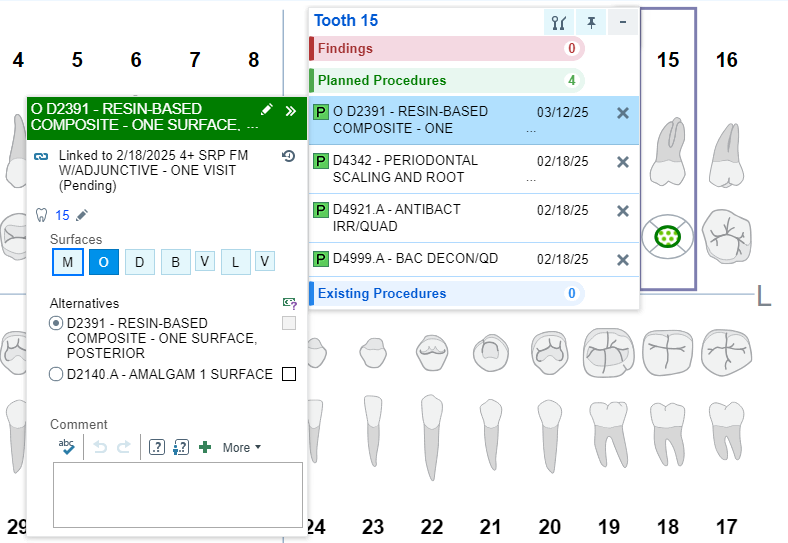 4 5 6 7 8
Tooth 15
Findings 0
Planned Procedures 4
P O D2391 - RESIN-BASED 03/12/25
COMPOSITE - ONE ...
P D4342 - PERIODONTAL 02/18/25
SCALING AND ROOT ...
P D4921.A - ANTIBACT 02/18/25
IRR/QUAD
P D4999.A - BAC DECON/QD 02/18/25
Existing Procedures 0
15 16
L
O D2391 - RESIN-BASED
COMPOSITE - ONE SURFACE, ...
Linked to 2/18/2025 4+ SRP FM
W/ADJUNCTIVE - ONE VISIT
(Pending)
15
Surfaces
M O D B V L V
Alternatives
D2391 - RESIN-BASED
COMPOSITE - ONE SURFACE,
POSTERIOR
D2140.A - AMALGAM 1 SURFACE
Comment
abc ? ? More
29 24 23 22 21 20 19 18 17